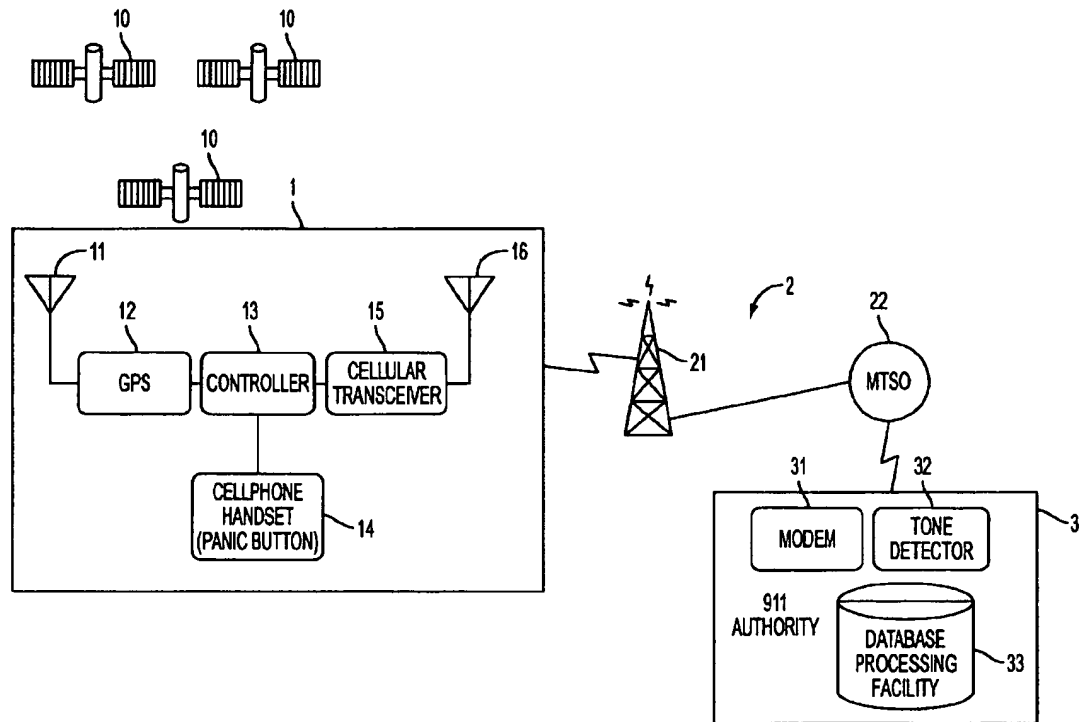 10
10
10
1
11
16
12
13
15
GPS
CONTROLLER
CELLULAR
TRANSCEIVER
CELLPHONE
HANDSET
(PANIC BUTTON)
14
21
2
22
MTSO
31
32
3
MODEM
TONE
DETECTOR
911
AUTHORITY
DATABASE
PROCESSING
FACILITY
33